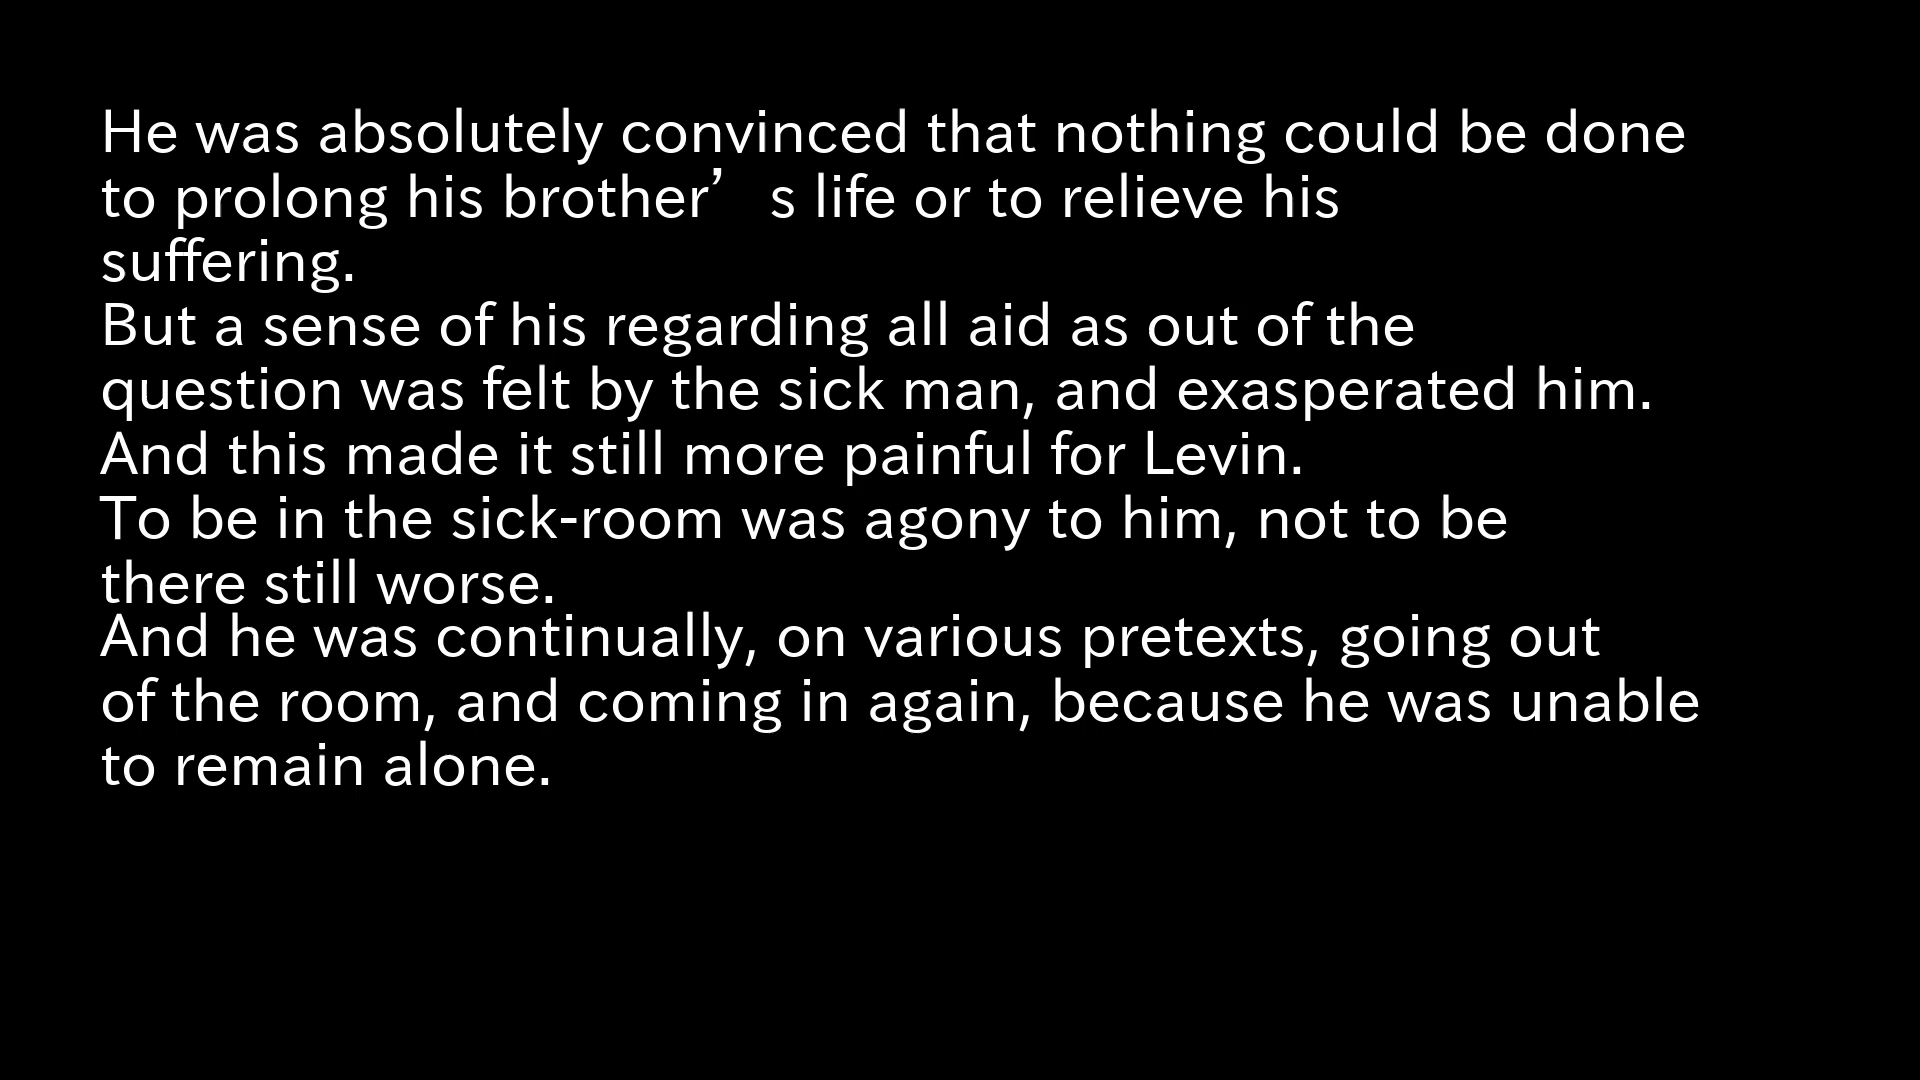 He was absolutely convinced that nothing could be done
to prolong his brother’s life or to relieve his
suffering.
But a sense of his regarding all aid as out of the
question was felt by the sick man, and exasperated him.
And this made it still more painful for Levin.
To be in the sick-room was agony to him, not to be
there still worse.
And he was continually, on various pretexts, going out
of the room, and coming in again, because he was unable
to remain alone.